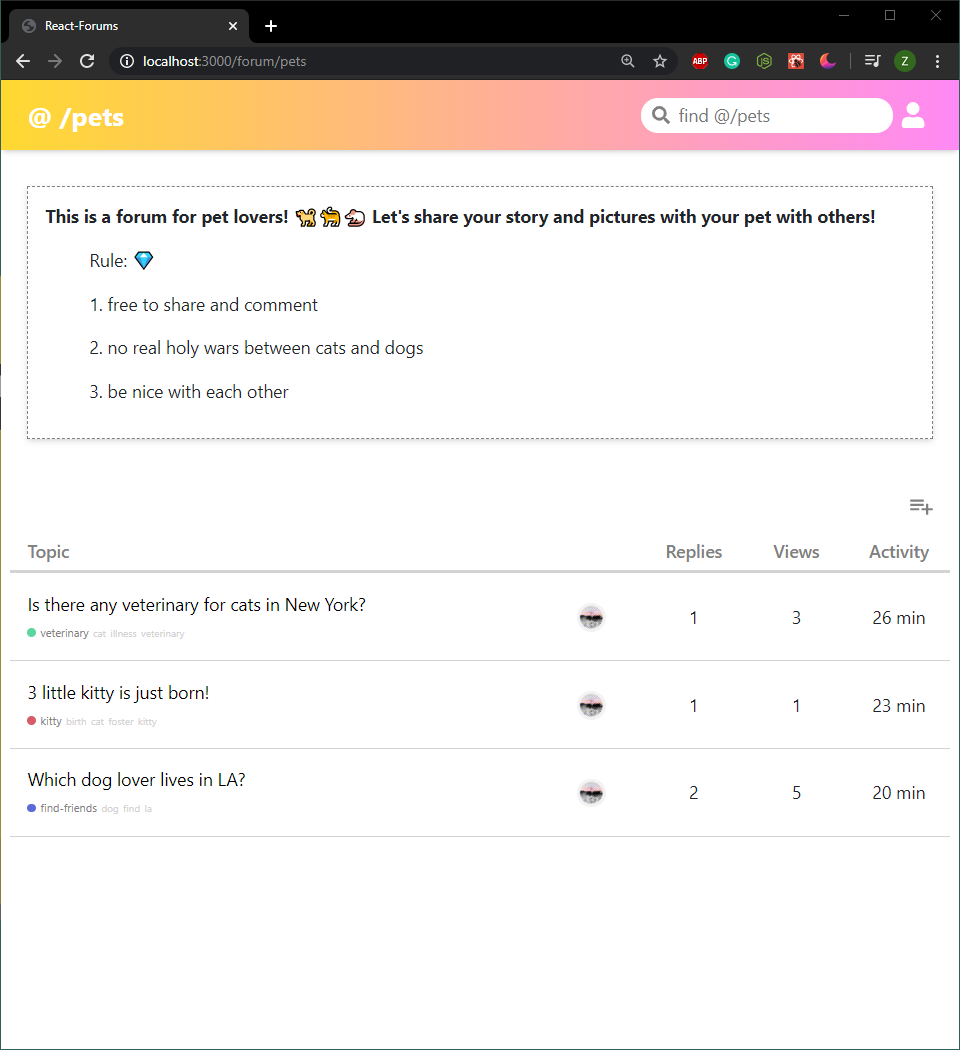 React-Forums
localhost:3000/forum/pets
ABP
G
JS
Z
@ /pets
find @/pets
This is a forum for pet lovers! 🐕🐈🐁 Let's share your story and pictures with your pet with others!
Rule: 💎
1. free to share and comment
2. no real holy wars between cats and dogs
3. be nice with each other
Topic Replies Views Activity
Is there any veterinary for cats in New York? 1 3 26 min
veterinary cat illness veterinary
3 little kitty is just born! 1 1 23 min
kitty birth cat foster kitty
Which dog lover lives in LA? 2 5 20 min
find-friends dog find la